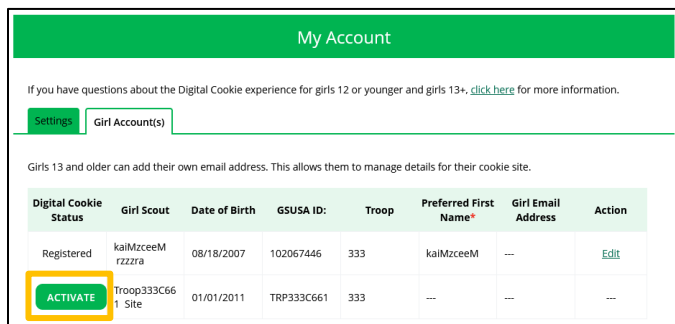 My Account
If you have questions about the Digital Cookie experience for girls 12 or younger and girls 13+, click here for more information.
Settings Girl Account(s)
Girls 13 and older can add their own email address. This allows them to manage details for their cookie site.
Digital Cookie Status Girl Scout Date of Birth GSUSA ID: Troop Preferred First Name* Girl Email Address Action
Registered kaiMzceeM rzzzra 08/18/2007 102067446 333 kaiMzceeM --- Edit
ACTIVATE Troop333C66 1 Site 01/01/2011 TRP333C661 333 --- --- ---